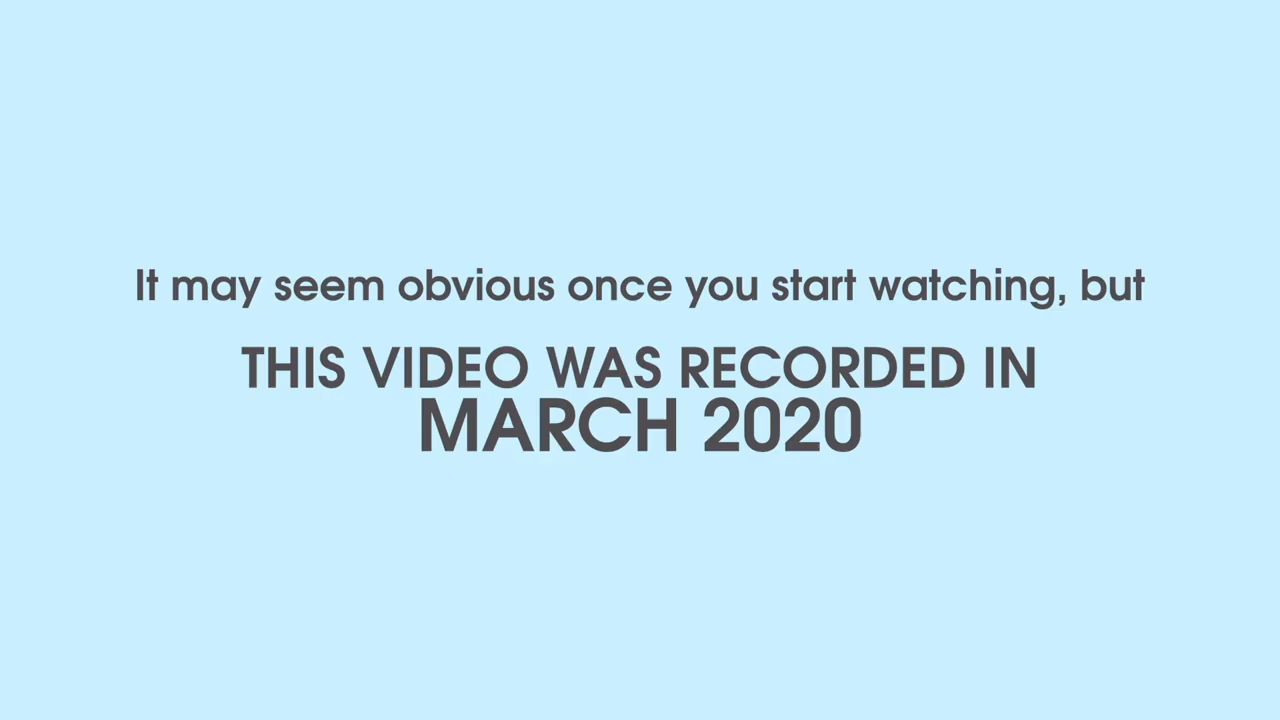 It may seem obvious once you start watching, but
THIS VIDEO WAS RECORDED IN
MARCH 2020